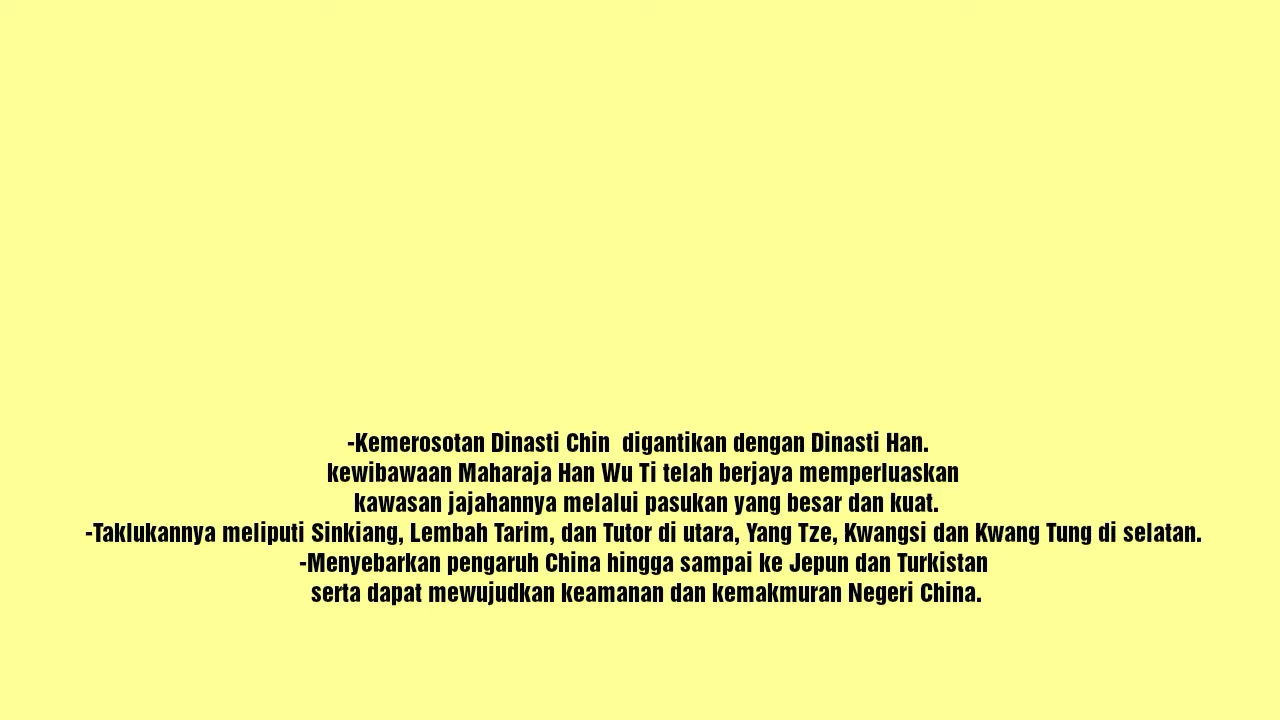 -Kemerosotan Dinasti Chin  digantikan dengan Dinasti Han.
kewibawaan Maharaja Han Wu Ti telah berjaya memperluaskan
kawasan jajahannya melalui pasukan yang besar dan kuat.
-Taklukannya meliputi Sinkiang, Lembah Tarim, dan Tutor di utara, Yang Tze, Kwangsi dan Kwang Tung di selatan.
-Menyebarkan pengaruh China hingga sampai ke Jepun dan Turkistan
serta dapat mewujudkan keamanan dan kemakmuran Negeri China.